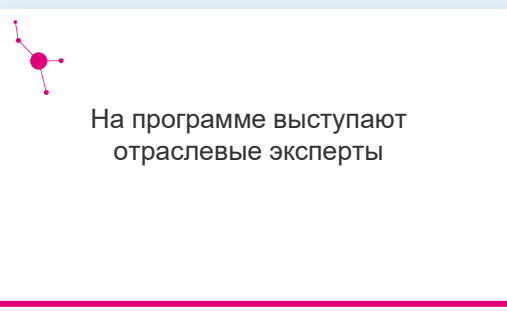 На программе выступают
отраслевые эксперты